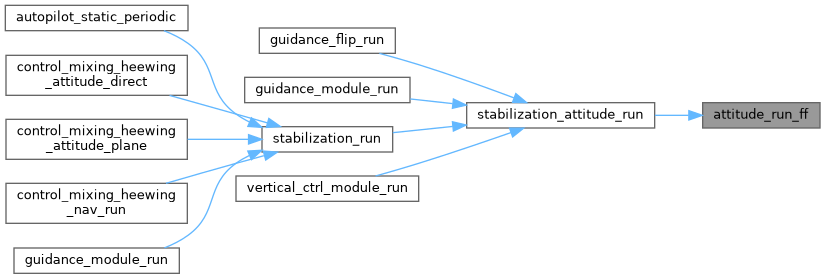 autopilot_static_periodic
control_mixing_heewing
_attitude_direct
control_mixing_heewing
_attitude_plane
control_mixing_heewing
_nav_run
guidance_module_run
stabilization_run
guidance_flip_run
guidance_module_run
vertical_ctrl_module_run
stabilization_attitude_run
attitude_run_ff